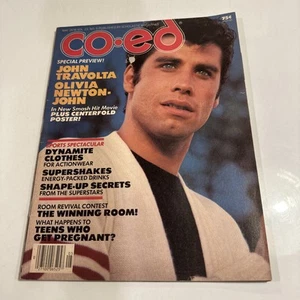 co·ed
SPECIAL PREVIEW!
JOHN
TRAVOLTA
OLIVIA
NEWTON-
JOHN
In New Smash Hit Movie
PLUS CENTERFOLD
POSTER!
SPORTS SPECTACULAR
DYNAMITE
CLOTHES
FOR ACTIONWEAR
SUPERSHAKES
ENERGY-PACKED DRINKS
SHAPE-UP SECRETS
FROM THE SUPERSTARS
ROOM REVIVAL CONTEST
THE WINNING ROOM!
WHAT HAPPENS TO
TEENS WHO
GET PREGNANT?